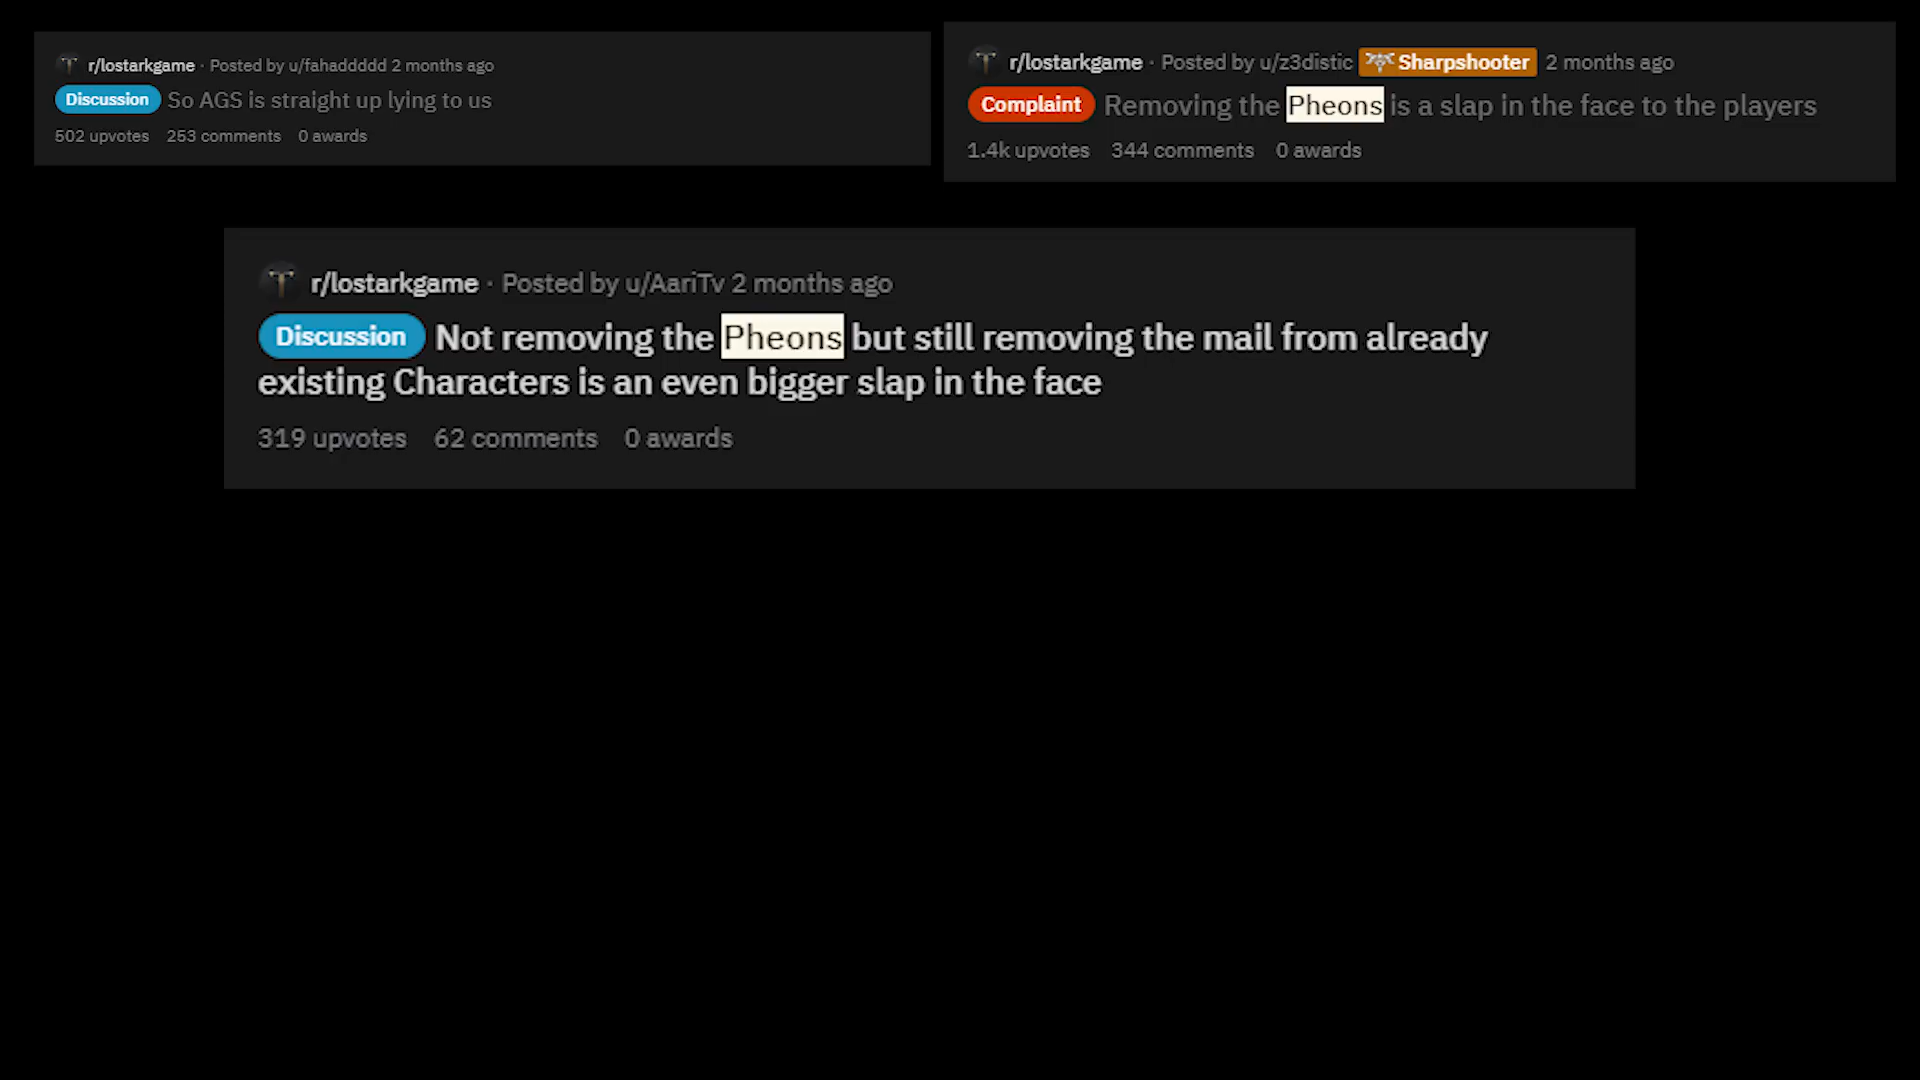 r/lostarkgame · Posted by u/fahaddddd 2 months ago
Discussion So AGS is straight up lying to us
502 upvotes 253 comments 0 awards
r/lostarkgame · Posted by u/z3distic Sharpshooter 2 months ago
Complaint Removing the Pheons is a slap in the face to the players
1.4k upvotes 344 comments 0 awards
r/lostarkgame · Posted by u/AariTv 2 months ago
Discussion Not removing the Pheons but still removing the mail from already
existing Characters is an even bigger slap in the face
319 upvotes 62 comments 0 awards